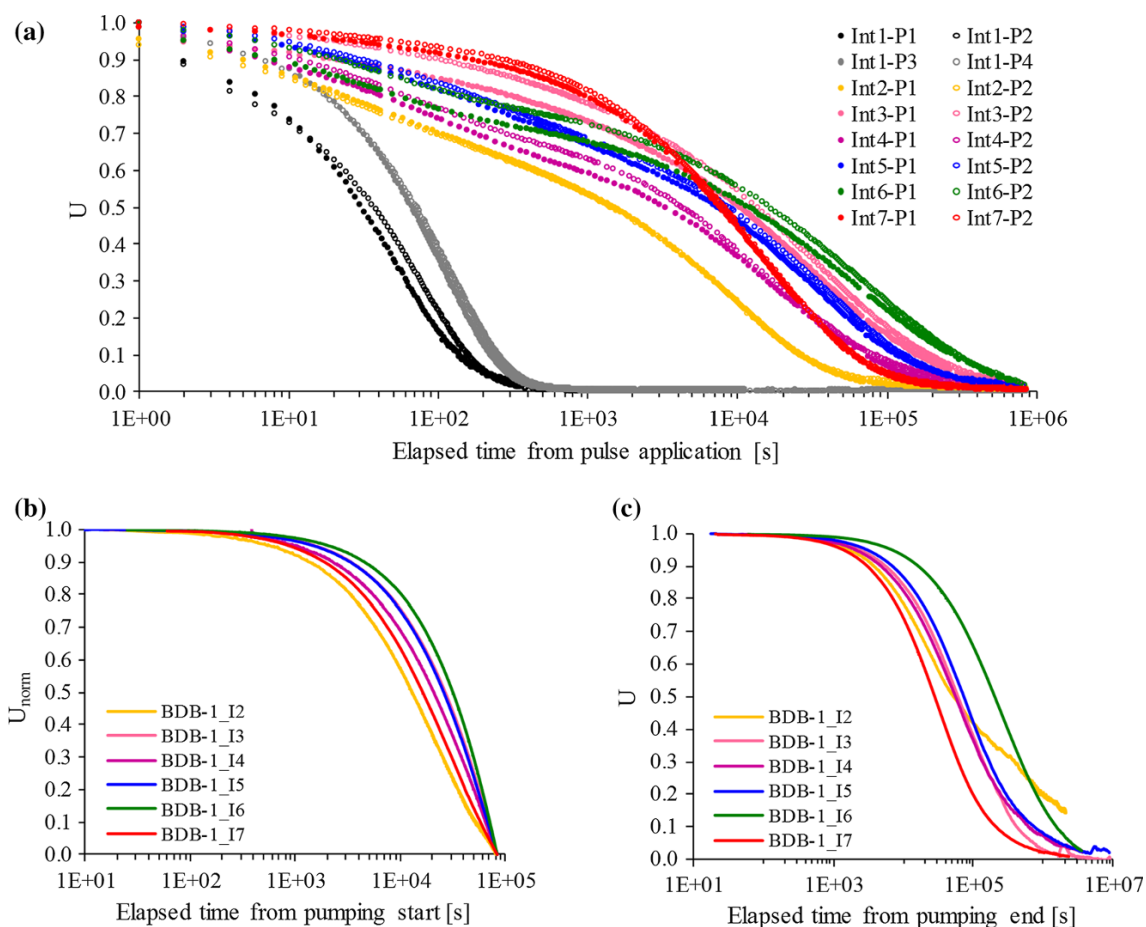 (a)
1.0
0.9
0.8
0.7
0.6
0.5
0.4
0.3
0.2
0.1
0.0
U
1E+00 1E+01 1E+02 1E+03 1E+04 1E+05 1E+06
Elapsed time from pulse application [s]
Int1-P1 Int1-P2
Int1-P3 Int1-P4
Int2-P1 Int2-P2
Int3-P1 Int3-P2
Int4-P1 Int4-P2
Int5-P1 Int5-P2
Int6-P1 Int6-P2
Int7-P1 Int7-P2
(b)
1.0
0.9
0.8
0.7
0.6
0.5
0.4
0.3
0.2
0.1
0.0
Unorm
BDB-1_I2
BDB-1_I3
BDB-1_I4
BDB-1_I5
BDB-1_I6
BDB-1_I7
1E+01 1E+02 1E+03 1E+04 1E+05
Elapsed time from pumping start [s]
(c)
1.0
0.9
0.8
0.7
0.6
0.5
0.4
0.3
0.2
0.1
0.0
U
BDB-1_I2
BDB-1_I3
BDB-1_I4
BDB-1_I5
BDB-1_I6
BDB-1_I7
1E+01 1E+03 1E+05 1E+07
Elapsed time from pumping end [s]